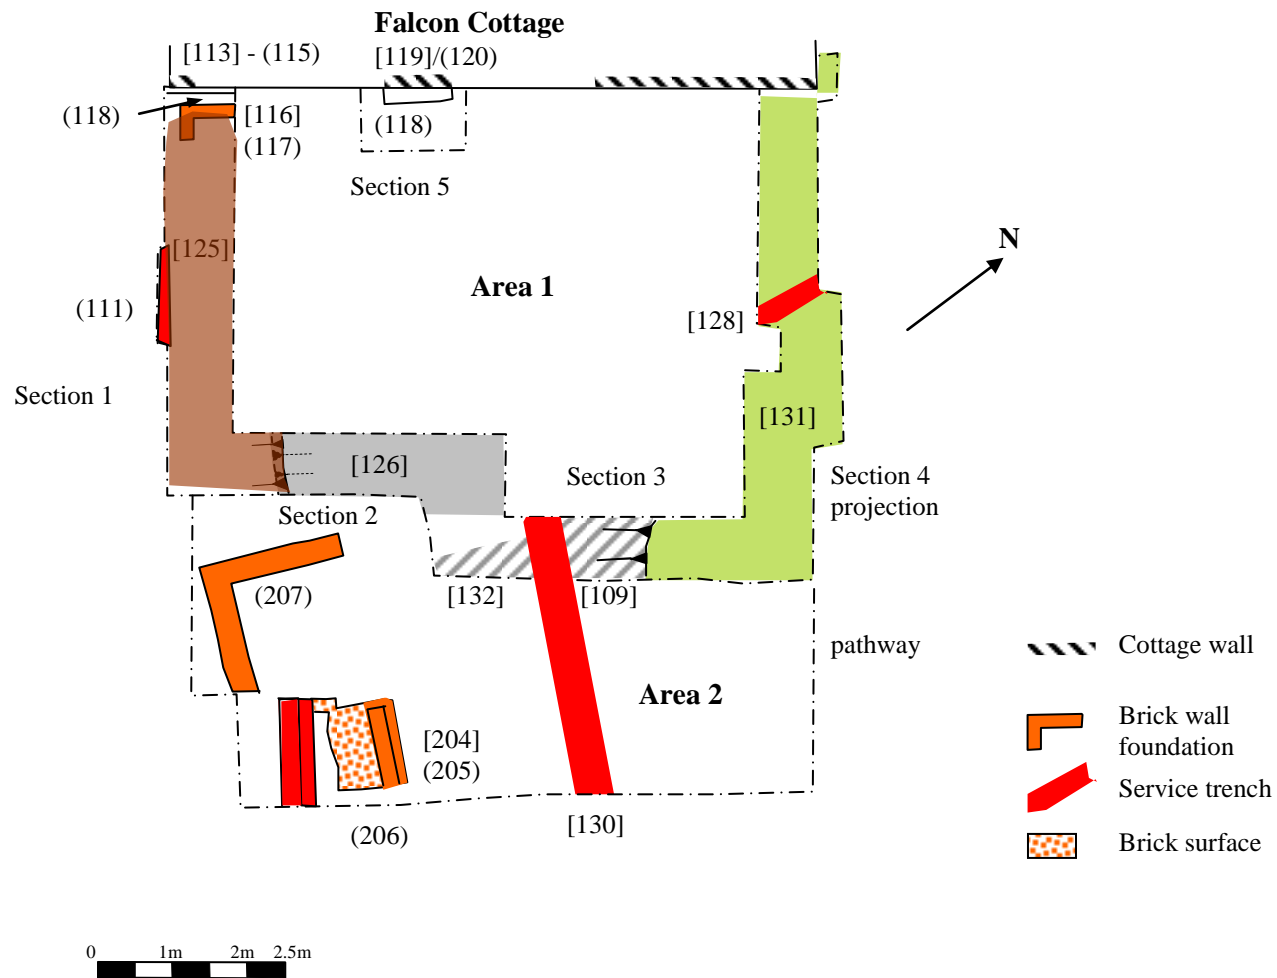 Falcon Cottage
[113] - (115)
[119]/(120)
(118)
[116]
(117)
(118)
Section 5
[125]
Area 1
N
(111)
[128]
Section 1
[131]
[126]
Section 3
Section 4
projection
Section 2
(207)
[132]
[109]
pathway
Area 2
[204]
(205)
(206)
[130]
Cottage wall
Brick wall
foundation
Service trench
Brick surface
0 1m 2m 2.5m